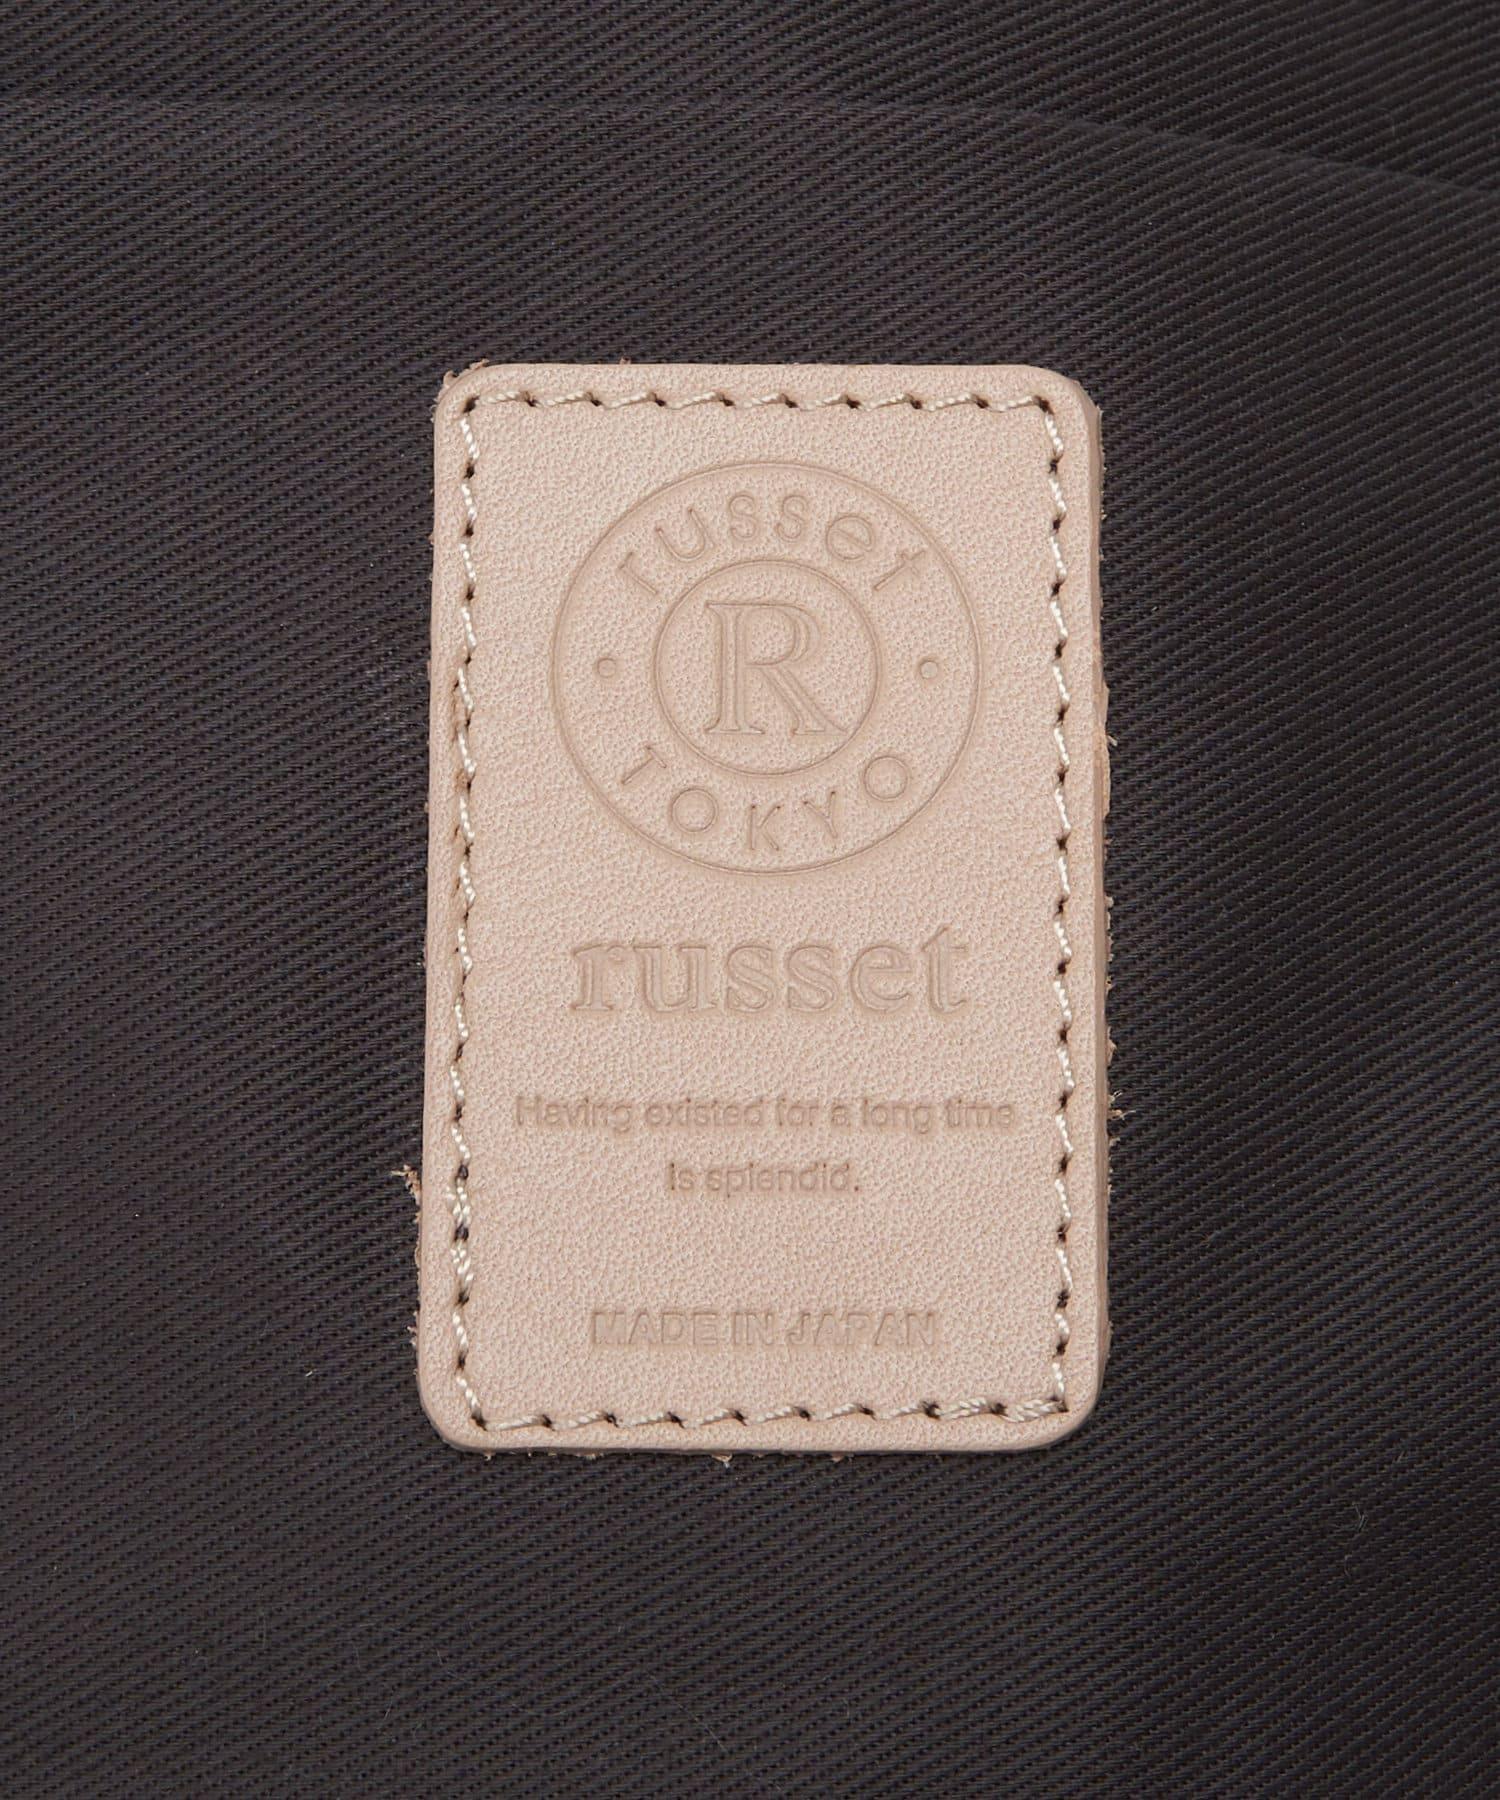 russet
R
TOKYO
russet
Having existed for a long time
is splendid.
MADE IN JAPAN